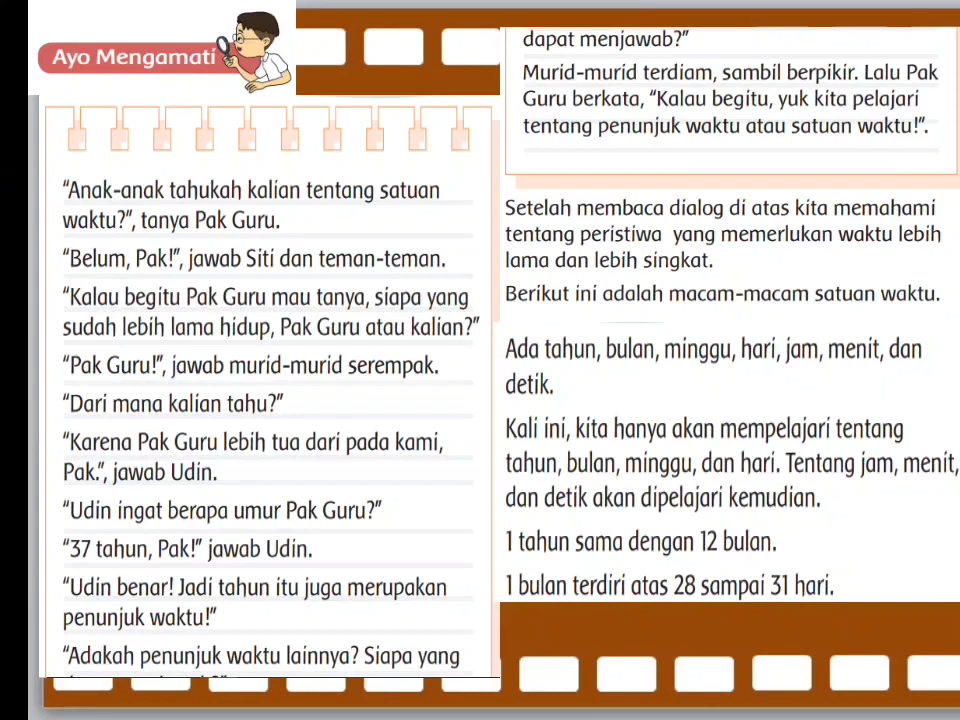 Ayo Mengamati
“Anak-anak tahukah kalian tentang satuan
waktu?”, tanya Pak Guru.
“Belum, Pak!”, jawab Siti dan teman-teman.
“Kalau begitu Pak Guru mau tanya, siapa yang
sudah lebih lama hidup, Pak Guru atau kalian?”
“Pak Guru!”, jawab murid-murid serempak.
“Dari mana kalian tahu?”
“Karena Pak Guru lebih tua dari pada kami,
Pak.”, jawab Udin.
“Udin ingat berapa umur Pak Guru?”
“37 tahun, Pak!” jawab Udin.
“Udin benar! Jadi tahun itu juga merupakan
penunjuk waktu!”
“Adakah penunjuk waktu lainnya? Siapa yang
dapat menjawab?”
Murid-murid terdiam, sambil berpikir. Lalu Pak
Guru berkata, “Kalau begitu, yuk kita pelajari
tentang penunjuk waktu atau satuan waktu!”.
Setelah membaca dialog di atas kita memahami
tentang peristiwa yang memerlukan waktu lebih
lama dan lebih singkat.
Berikut ini adalah macam-macam satuan waktu.
Ada tahun, bulan, minggu, hari, jam, menit, dan
detik.
Kali ini, kita hanya akan mempelajari tentang
tahun, bulan, minggu, dan hari. Tentang jam, menit,
dan detik akan dipelajari kemudian.
1 tahun sama dengan 12 bulan.
1 bulan terdiri atas 28 sampai 31 hari.